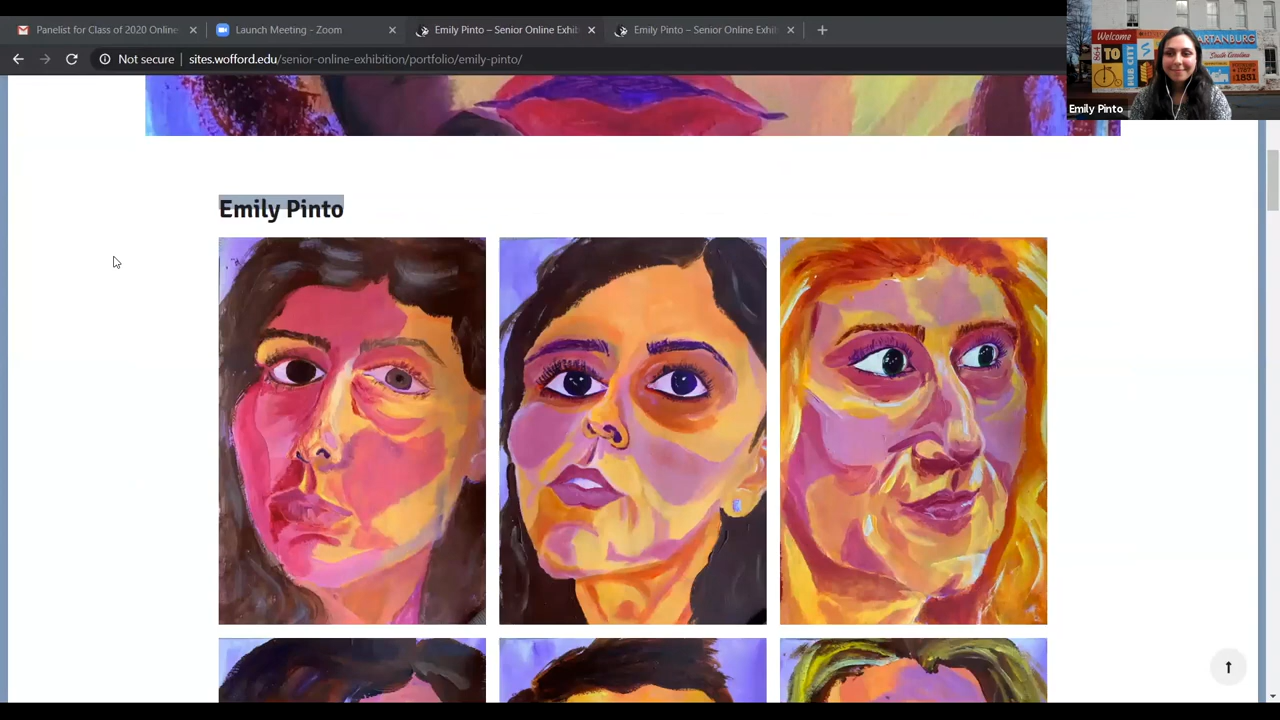 Panelist for Class of 2020 Online
Launch Meeting - Zoom
Emily Pinto – Senior Online Exhib
Emily Pinto – Senior Online Exhib
Not secure
sites.wofford.edu/senior-online-exhibition/portfolio/emily-pinto/
Welcome
TO
HUB CITY
SPARTANBURG
South Carolina
1831
Emily Pinto
Emily Pinto